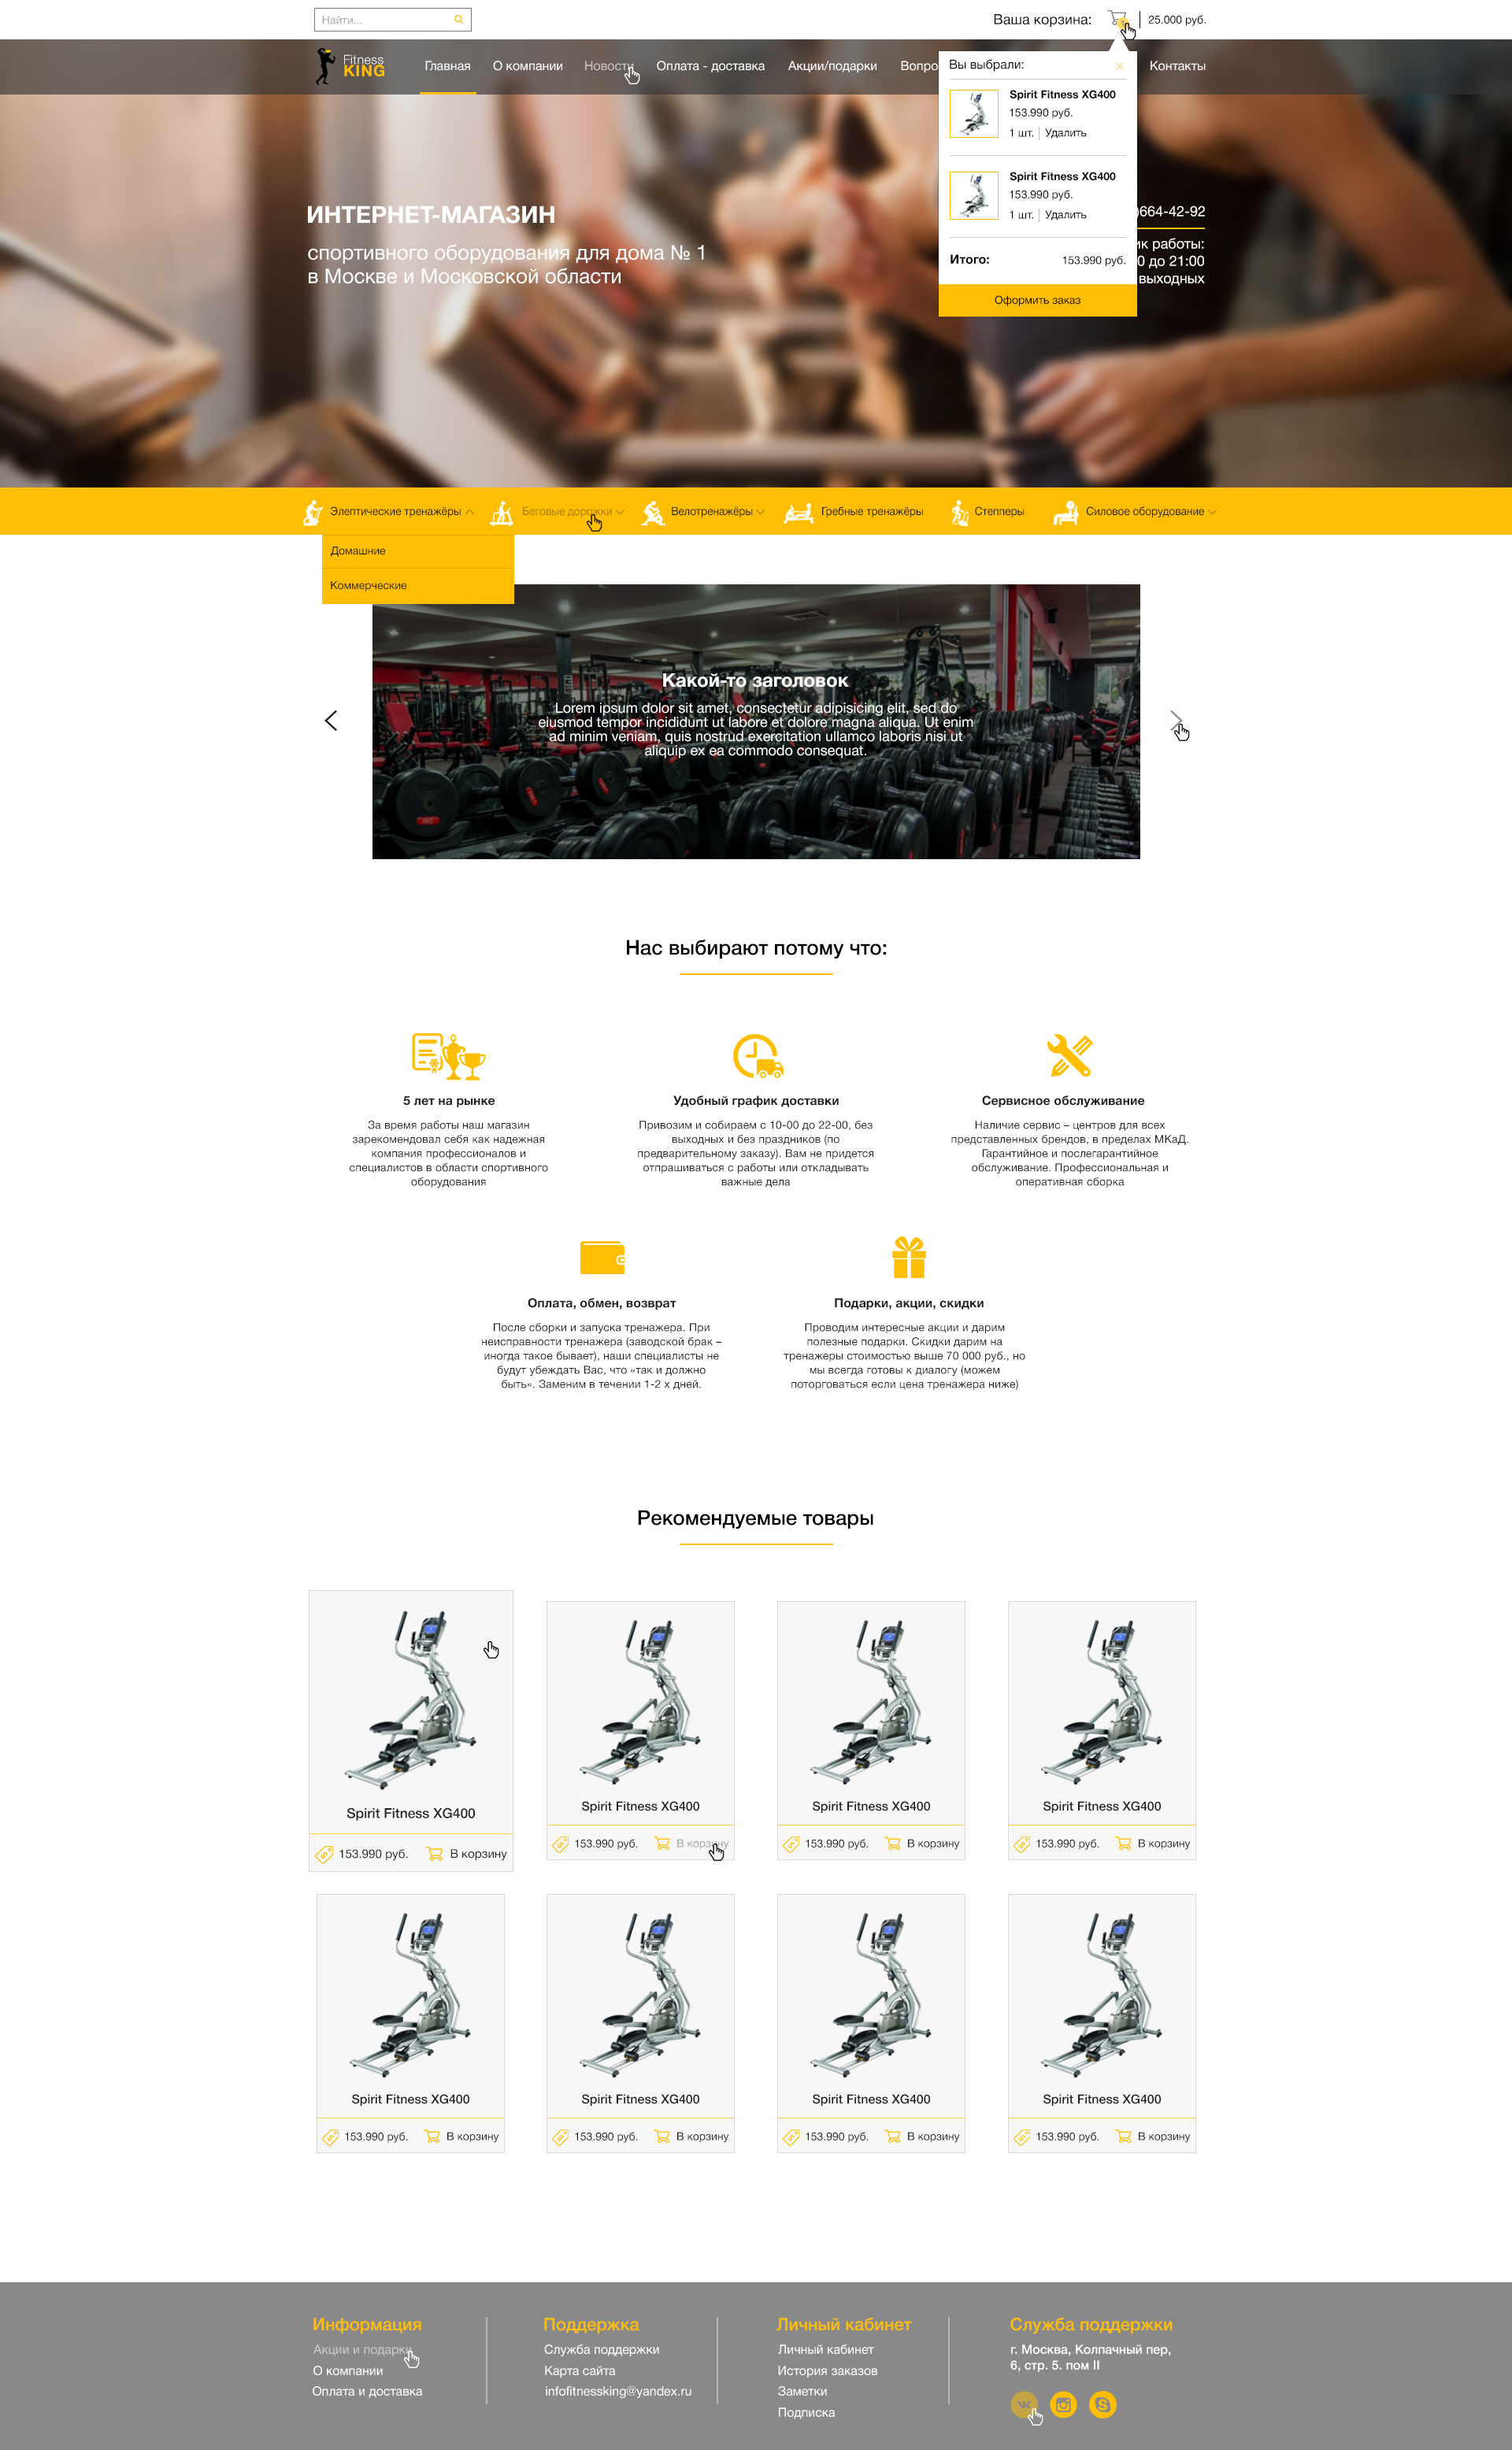 Найти...
Ваша корзина:
25.000 руб.
Fitness
KING
Главная
О компании
Новости
Оплата - доставка
Акции/подарки
Вопро
Контакты
Вы выбрали:
Spirit Fitness XG400
153.990 руб.
1 шт. | Удалить
Spirit Fitness XG400
153.990 руб.
1 шт. | Удалить
Итого: 153.990 руб.
Оформить заказ
ИНТЕРНЕТ-МАГАЗИН
спортивного оборудования для дома № 1
в Москве и Московской области
)664-42-92
ик работы:
0 до 21:00
выходных
Элептические тренажёры
Беговые дорожки
Велотренажёры
Гребные тренажёры
Степперы
Силовое оборудование
Домашние
Коммерческие
Какой-то заголовок
Lorem ipsum dolor sit amet, consectetur adipisicing elit, sed do
eiusmod tempor incididunt ut labore et dolore magna aliqua. Ut enim
ad minim veniam, quis nostrud exercitation ullamco laboris nisi ut
aliquip ex ea commodo consequat.
Нас выбирают потому что:
5 лет на рынке
За время работы наш магазин
зарекомендовал себя как надежная
компания профессионалов и
специалистов в области спортивного
оборудования
Удобный график доставки
Привозим и собираем с 10-00 до 22-00, без
выходных и без праздников (по
предварительному заказу). Вам не придется
отпрашиваться с работы или откладывать
важные дела
Сервисное обслуживание
Наличие сервис – центров для всех
представленных брендов, в пределах МКаД.
Гарантийное и послегарантийное
обслуживание. Профессиональная и
оперативная сборка
Оплата, обмен, возврат
После сборки и запуска тренажера. При
неисправности тренажера (заводской брак –
иногда такое бывает), наши специалисты не
будут убеждать Вас, что «так и должно
быть». Заменим в течении 1-2 х дней.
Подарки, акции, скидки
Проводим интересные акции и дарим
полезные подарки. Скидки дарим на
тренажеры стоимостью выше 70 000 руб., но
мы всегда готовы к диалогу (можем
поторговаться если цена тренажера ниже)
Рекомендуемые товары
Spirit Fitness XG400
153.990 руб. В корзину
Spirit Fitness XG400
153.990 руб. В корзину
Spirit Fitness XG400
153.990 руб. В корзину
Spirit Fitness XG400
153.990 руб. В корзину
Spirit Fitness XG400
153.990 руб. В корзину
Spirit Fitness XG400
153.990 руб. В корзину
Spirit Fitness XG400
153.990 руб. В корзину
Spirit Fitness XG400
153.990 руб. В корзину
Информация
Акции и подарки
О компании
Оплата и доставка
Поддержка
Служба поддержки
Карта сайта
infofitnessking@yandex.ru
Личный кабинет
Личный кабинет
История заказов
Заметки
Подписка
Служба поддержки
г. Москва, Колпачный пер,
6, стр. 5. пом II